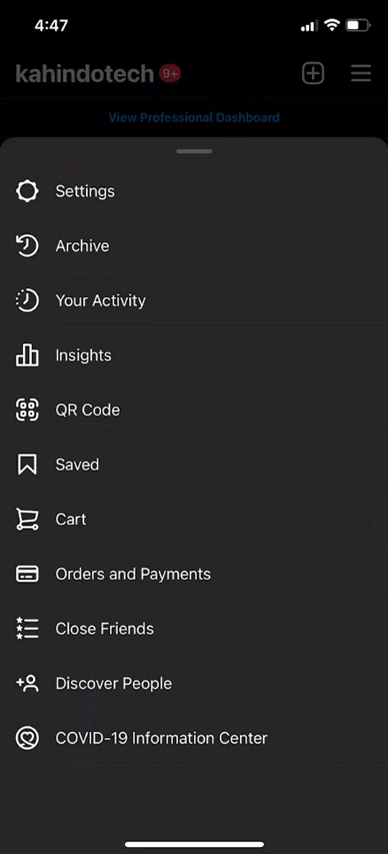 4:47
kahindotech 9+
View Professional Dashboard
Settings
Archive
Your Activity
Insights
QR Code
Saved
Cart
Orders and Payments
Close Friends
Discover People
COVID-19 Information Center